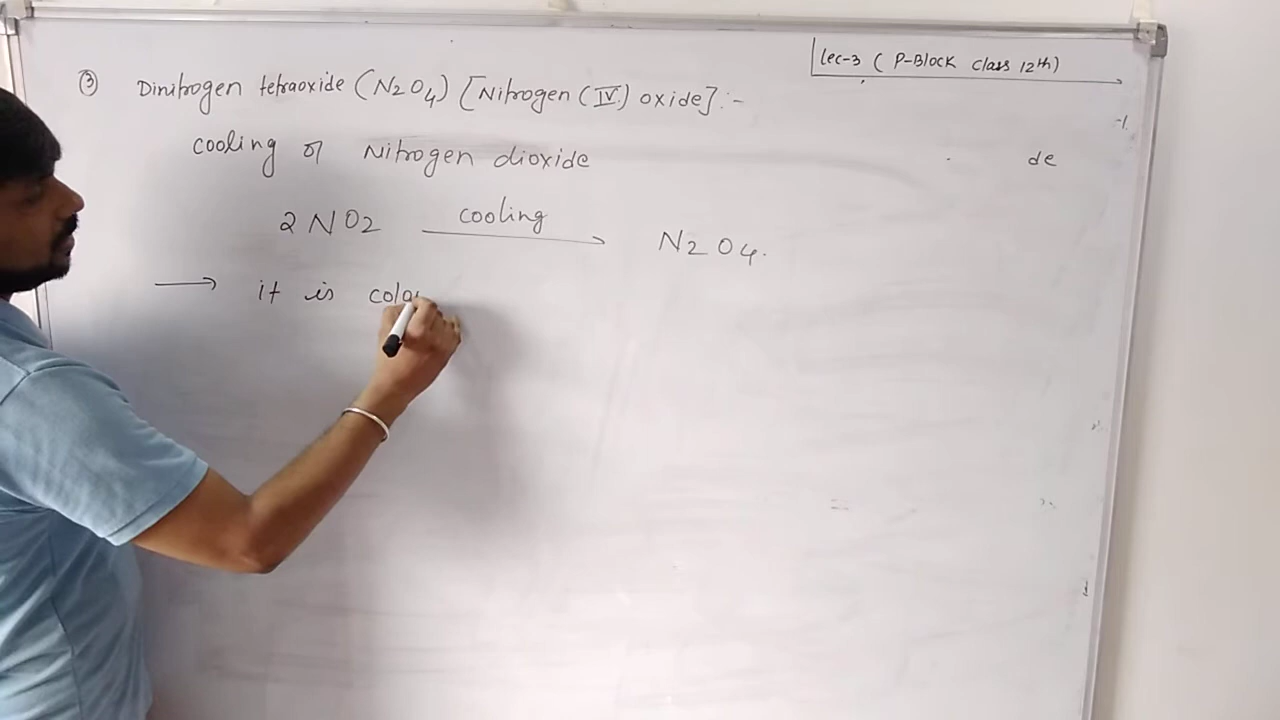 Lec-3 ( P-Block Class 12th)
③ Dinitrogen tetraoxide (N2O4) [Nitrogen (IV) oxide] :-
cooling of Nitrogen dioxide
de
2NO2 cooling → N2O4.
→ it is colo